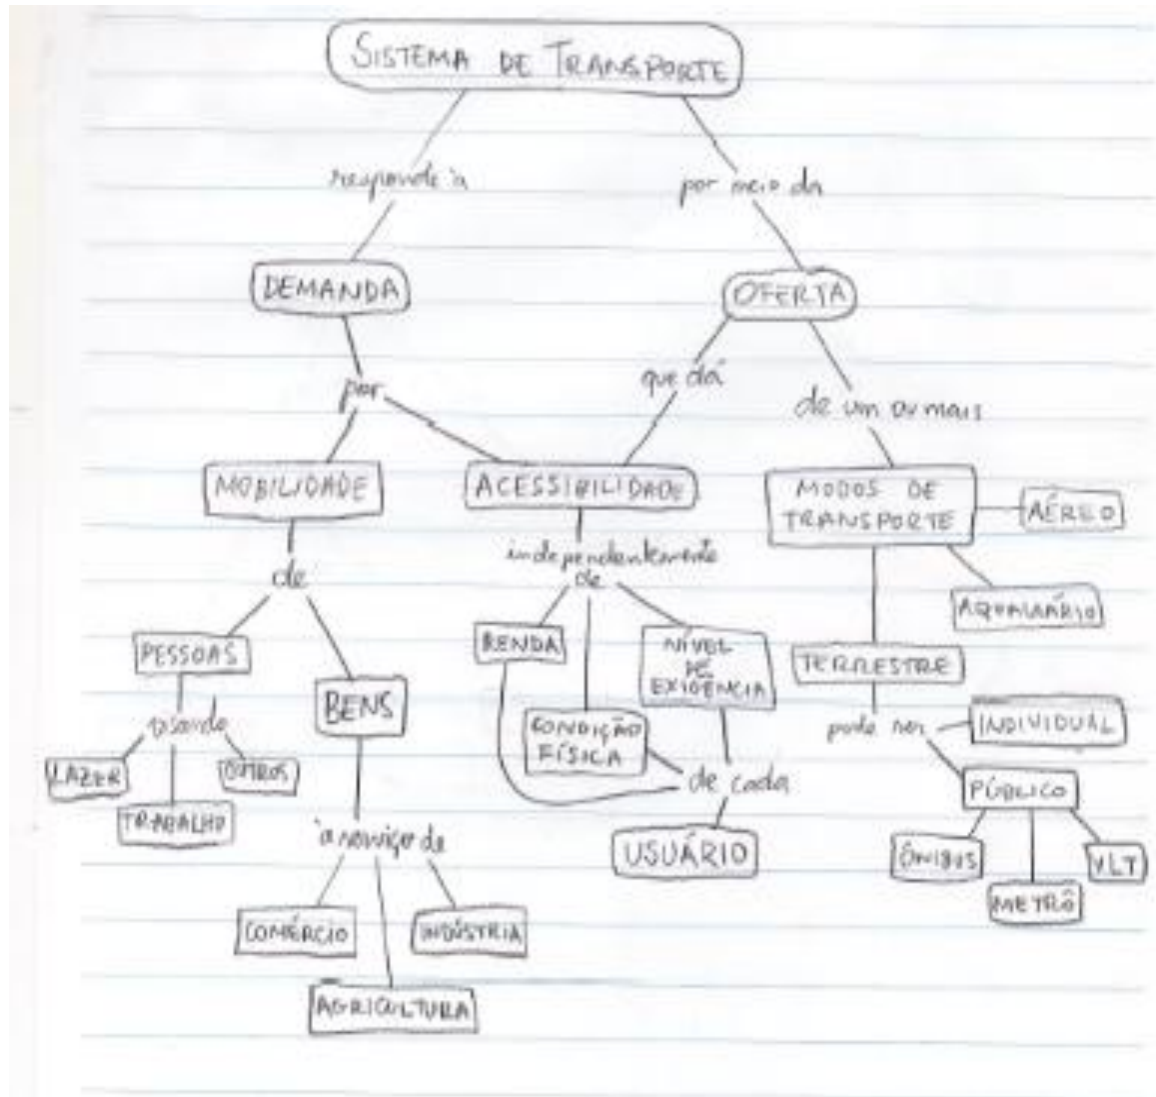 SISTEMA DE TRANSPORTE
responde à
por meio da
DEMANDA
OFERTA
por
que dá
de um ou mais
MOBILIDADE
ACESSIBILIDADE
MODOS DE
TRANSPORTE
AÉREO
de
independentemente
de
AQUAVIÁRIO
PESSOAS
RENDA
NÍVEL
DE
EXIGÊNCIA
TERRESTRE
BENS
visando
CONDIÇÃO
FÍSICA
pode ser
INDIVIDUAL
LAZER
OUTROS
TRABALHO
de cada
PÚBLICO
à serviço de
USUÁRIO
ÔNIBUS
VLT
METRÔ
COMÉRCIO
INDÚSTRIA
AGRICULTURA